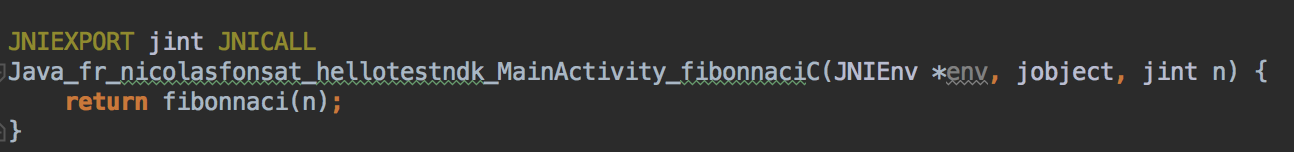 JNIEXPORT jint JNICALL
Java_fr_nicolasfonsat_hellotestndk_MainActivity_fibonnaciC(JNIEnv *env, jobject, jint n) {
    return fibonnaci(n);
}